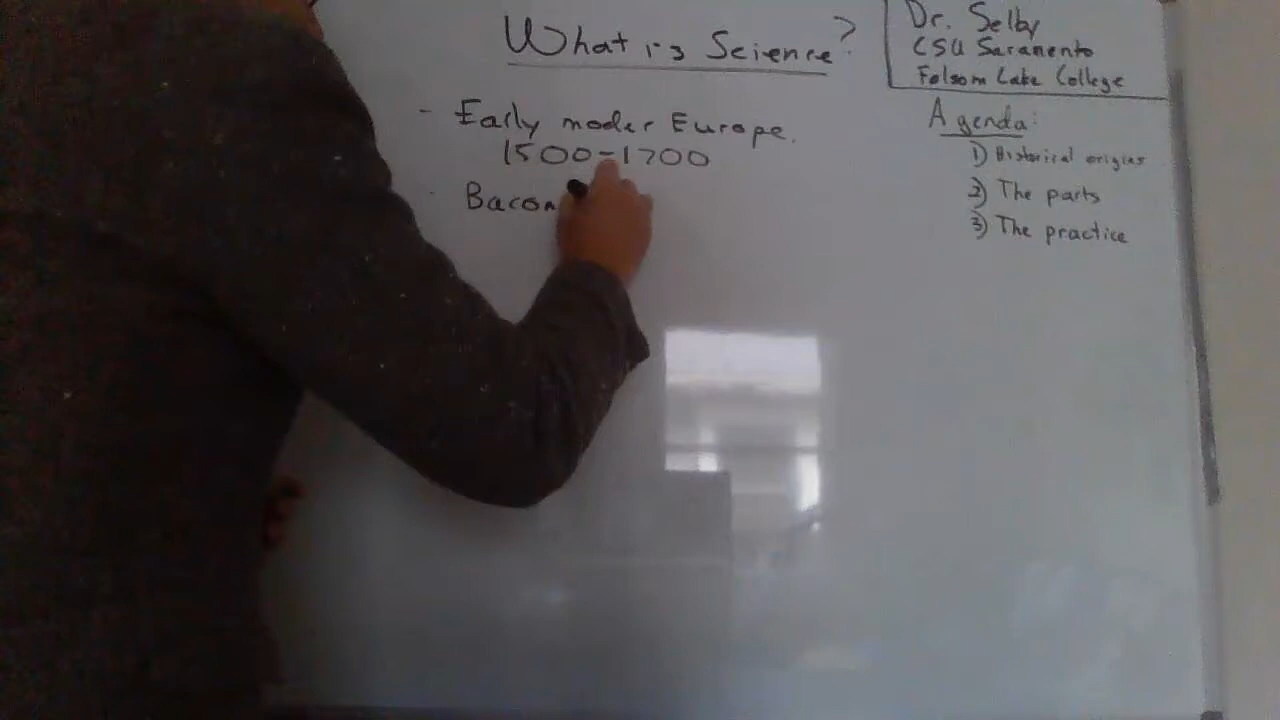 What is Science?
- Early moder Europe.
1500-1700
- Bacon
Dr. Selby
CSU Saramento
Folsom Lake College
Agenda:
1) Historical origins
2) The parts
3) The practice